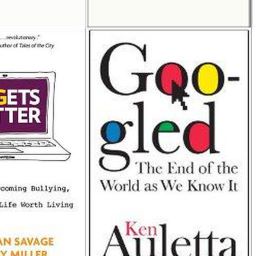 ...revolutionary."
author of Tales of the City
GETS
TTER
coming Bullying,
Life Worth Living
AN SAVAGE
Y MILLER
Goo-
gled
The End of the
World as We Know It
Ken
Auletta